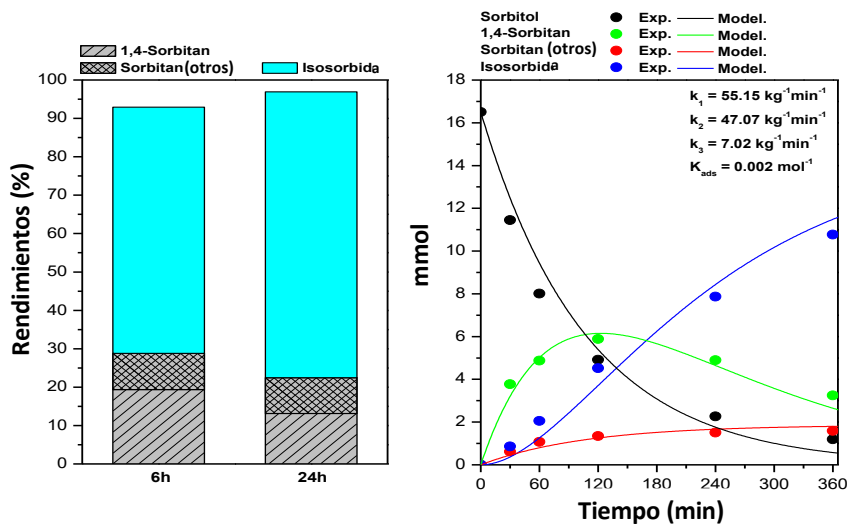 1,4-Sorbitan
Sorbitan (otros) Isosorbida
Rendimientos (%)
100
90
80
70
60
50
40
30
20
10
0
6h 24h
Sorbitol Exp. Model.
1,4-Sorbitan Exp. Model.
Sorbitan (otros) Exp. Model.
Isosorbida Exp. Model.
k1 = 55.15 kg-1min-1
k2 = 47.07 kg-1min-1
k3 = 7.02 kg-1min-1
Kads = 0.002 mol-1
mmol
18
16
14
12
10
8
6
4
2
0
0 60 120 180 240 300 360
Tiempo (min)